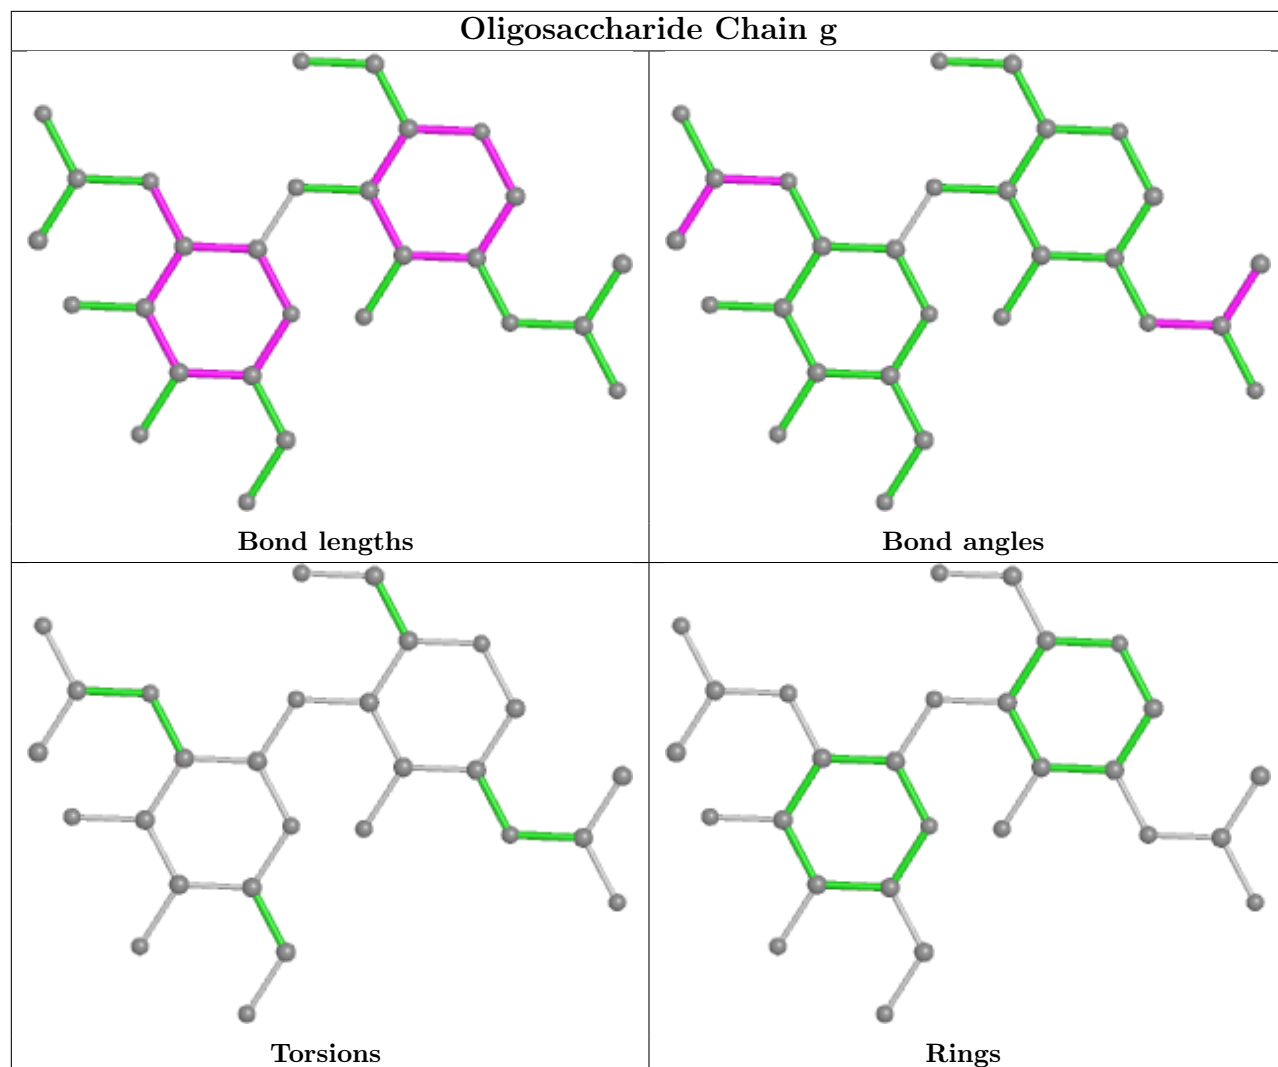 Oligosaccharide Chain g
Bond lengths
Bond angles
Torsions
Rings